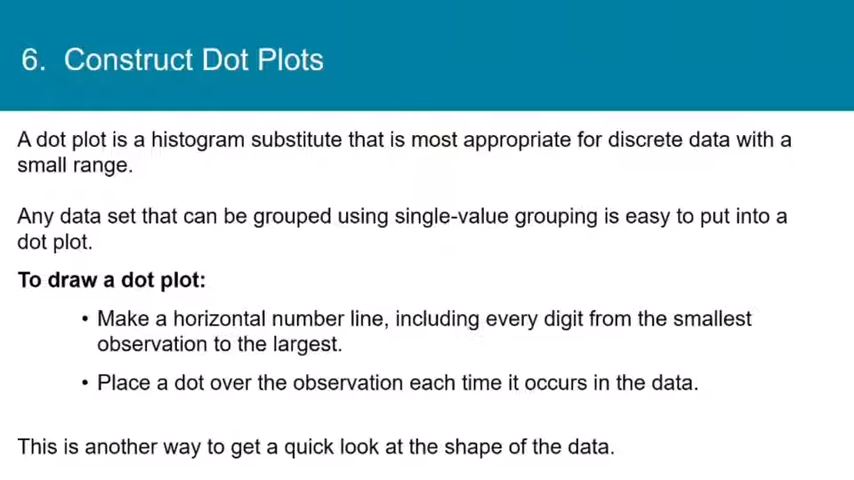 6. Construct Dot Plots
A dot plot is a histogram substitute that is most appropriate for discrete data with a
small range.
Any data set that can be grouped using single-value grouping is easy to put into a
dot plot.
To draw a dot plot:
• Make a horizontal number line, including every digit from the smallest
observation to the largest.
• Place a dot over the observation each time it occurs in the data.
This is another way to get a quick look at the shape of the data.